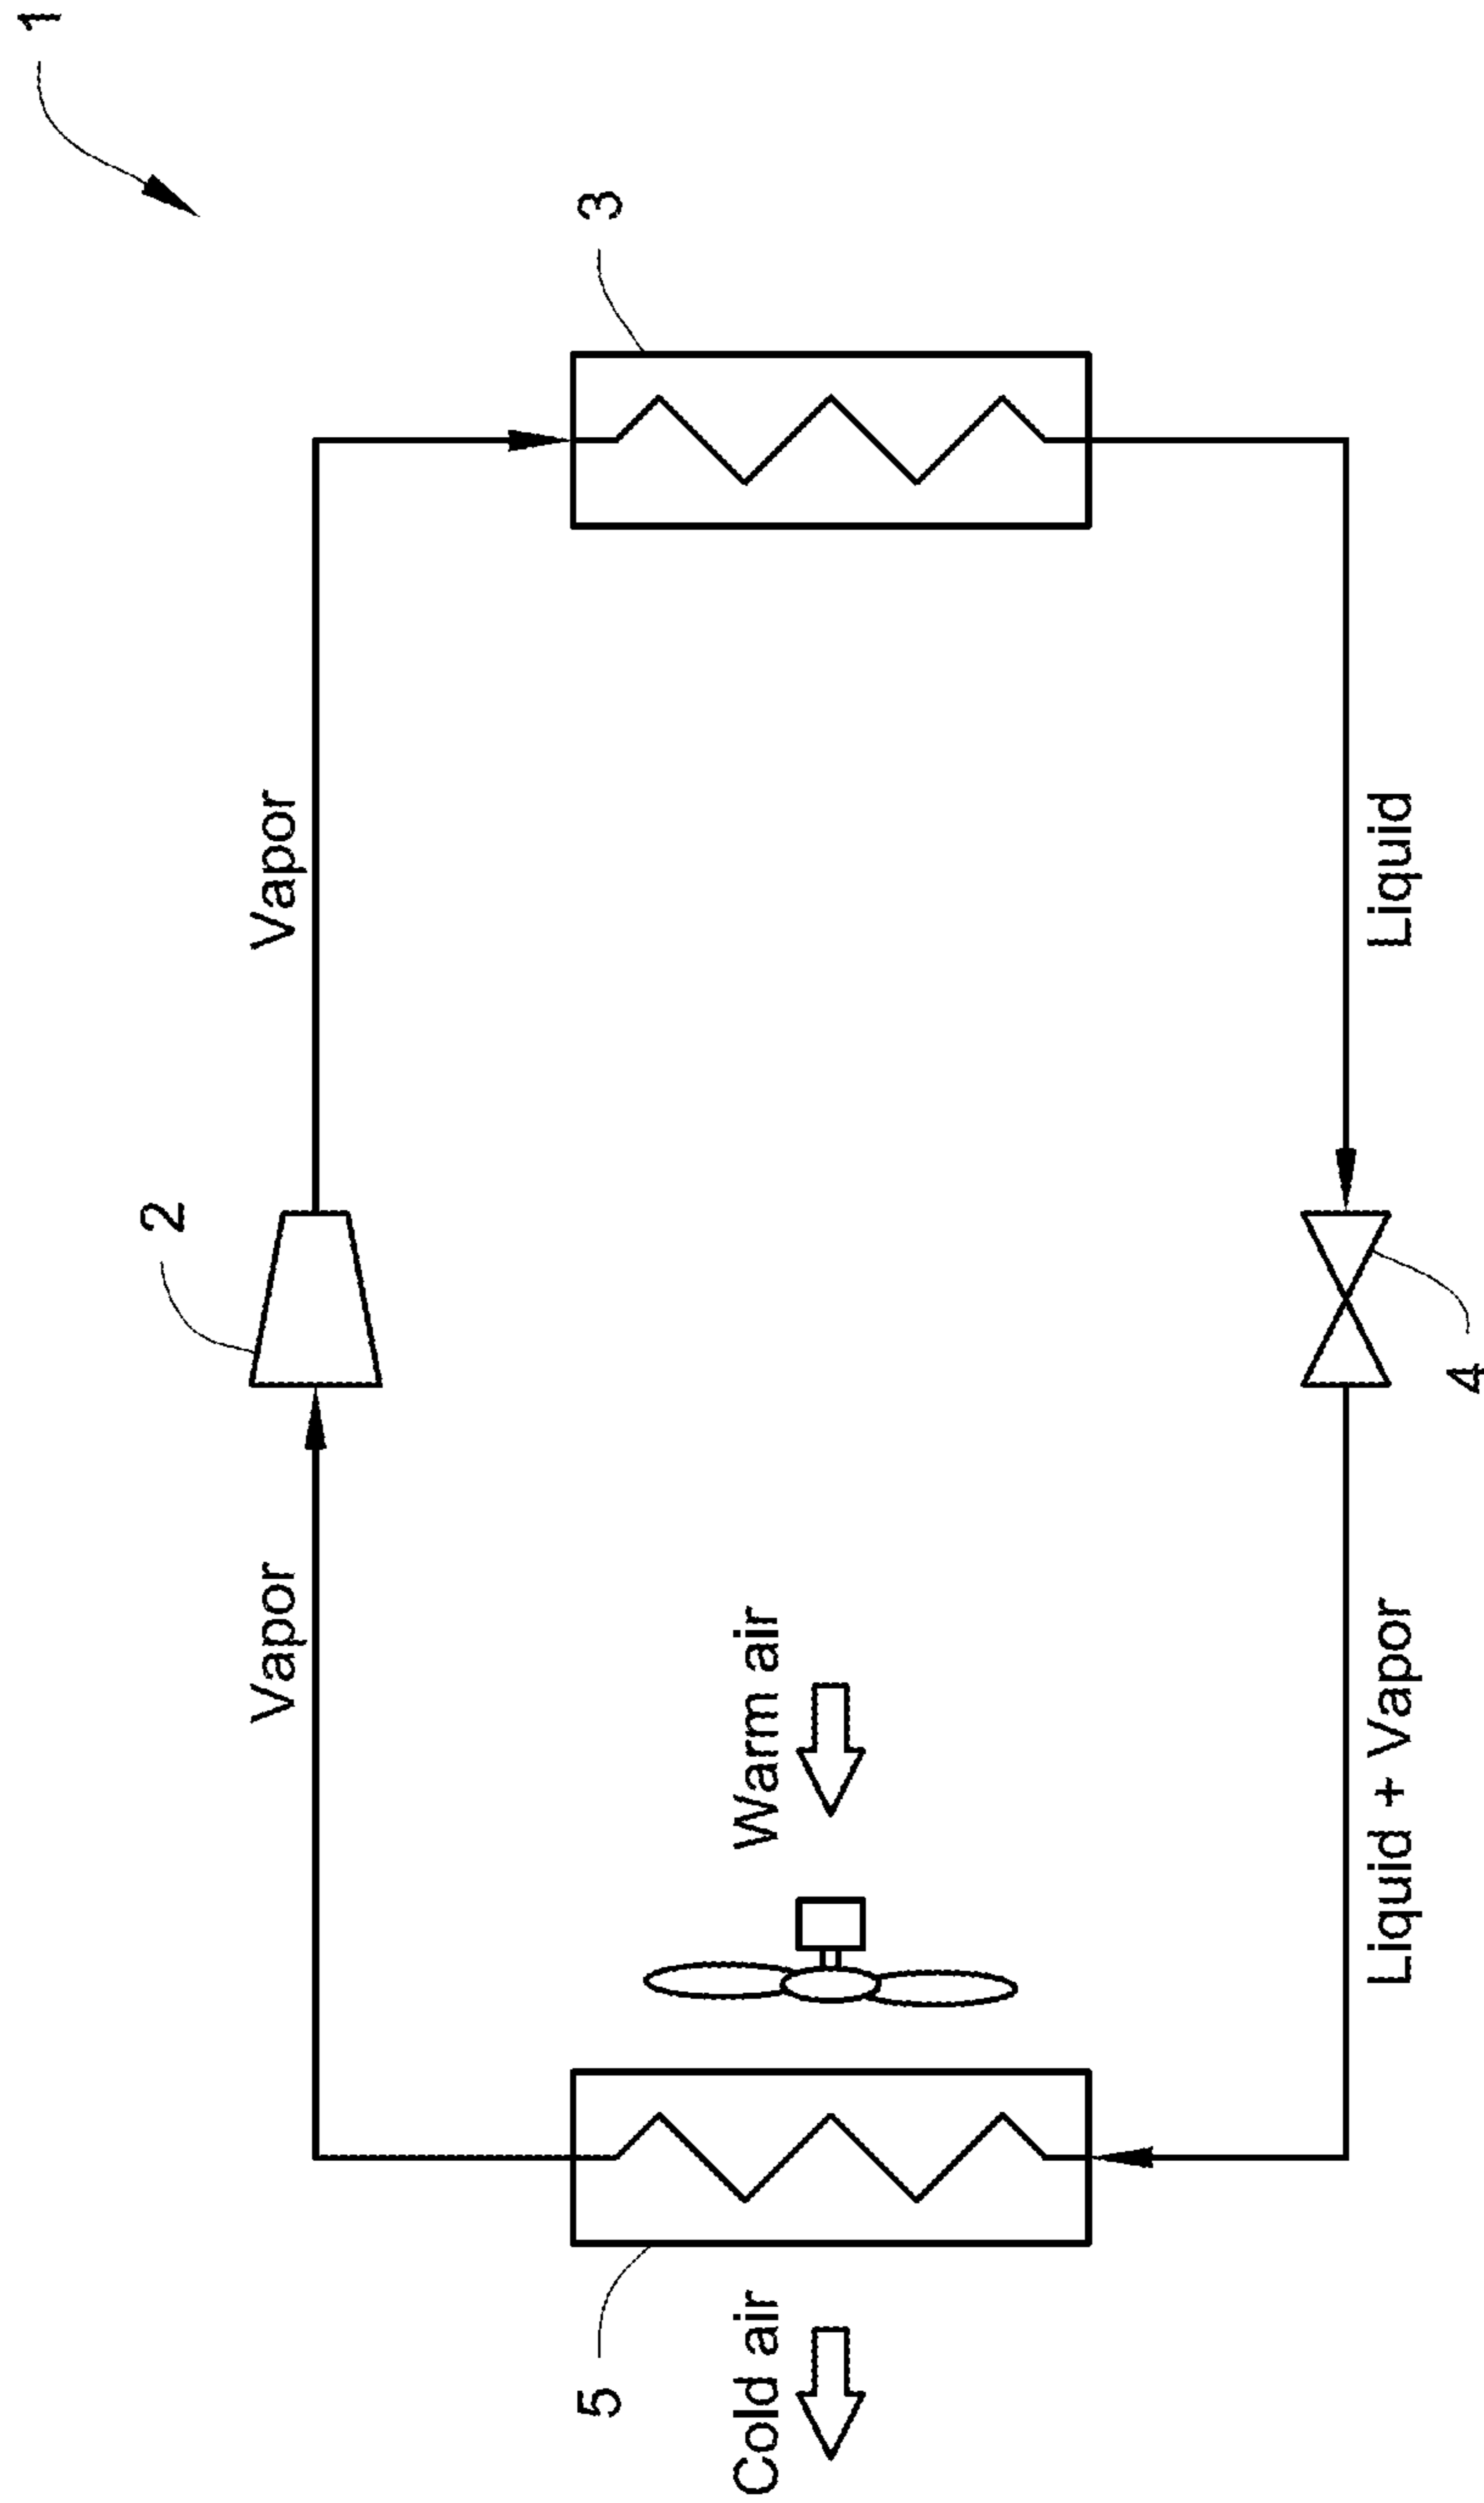 1
2
Vapor
Vapor
5
3
Cold air
Warm air
Liquid + Vapor
Liquid
4